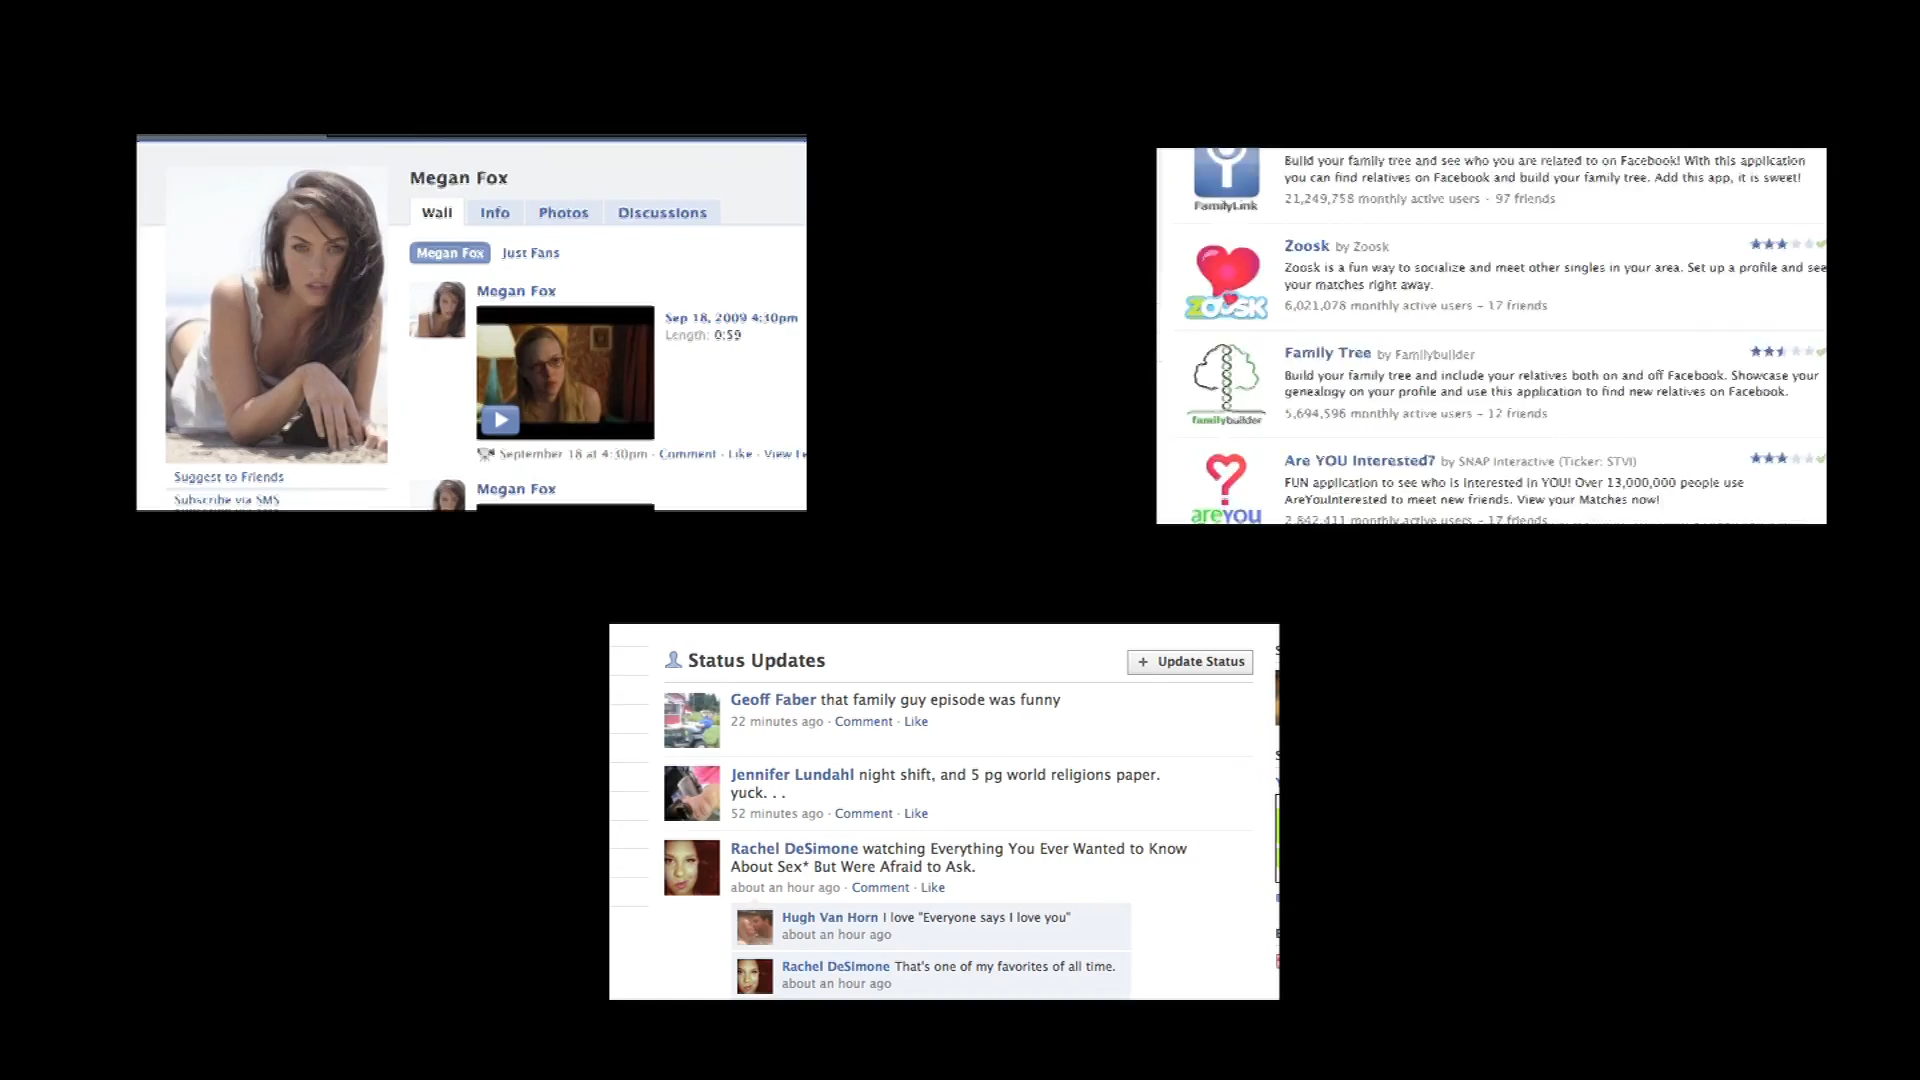 Megan Fox
Wall Info Photos Discussions
Megan Fox Just Fans
Megan Fox
Sep 18, 2009 4:30pm
Length: 0:59
September 18 at 4:30pm · Comment · Like · View
Megan Fox
Suggest to Friends
Subscribe via SMS
Build your family tree and see who you are related to on Facebook! With this application
you can find relatives on Facebook and build your family tree. Add this app, it is sweet!
21,249,758 monthly active users - 97 friends
FamilyLink
Zoosk by Zoosk
Zoosk is a fun way to socialize and meet other singles in your area. Set up a profile and see
your matches right away.
6,021,078 monthly active users - 17 friends
ZOOSK
Family Tree by Familybuilder
Build your family tree and include your relatives both on and off Facebook. Showcase your
genealogy on your profile and use this application to find new relatives on Facebook.
5,694,596 monthly active users - 12 friends
familybuilder
Are YOU Interested? by SNAP Interactive (Ticker: STVI)
FUN application to see who is interested in YOU! Over 13,000,000 people use
AreYouInterested to meet new friends. View your Matches now!
2,842,411 monthly active users - 17 friends
areyou
Status Updates
+ Update Status
Geoff Faber that family guy episode was funny
22 minutes ago · Comment · Like
Jennifer Lundahl night shift, and 5 pg world religions paper.
yuck. . .
52 minutes ago · Comment · Like
Rachel DeSimone watching Everything You Ever Wanted to Know
About Sex* But Were Afraid to Ask.
about an hour ago · Comment · Like
Hugh Van Horn I love "Everyone says I love you"
about an hour ago
Rachel DeSimone That's one of my favorites of all time.
about an hour ago